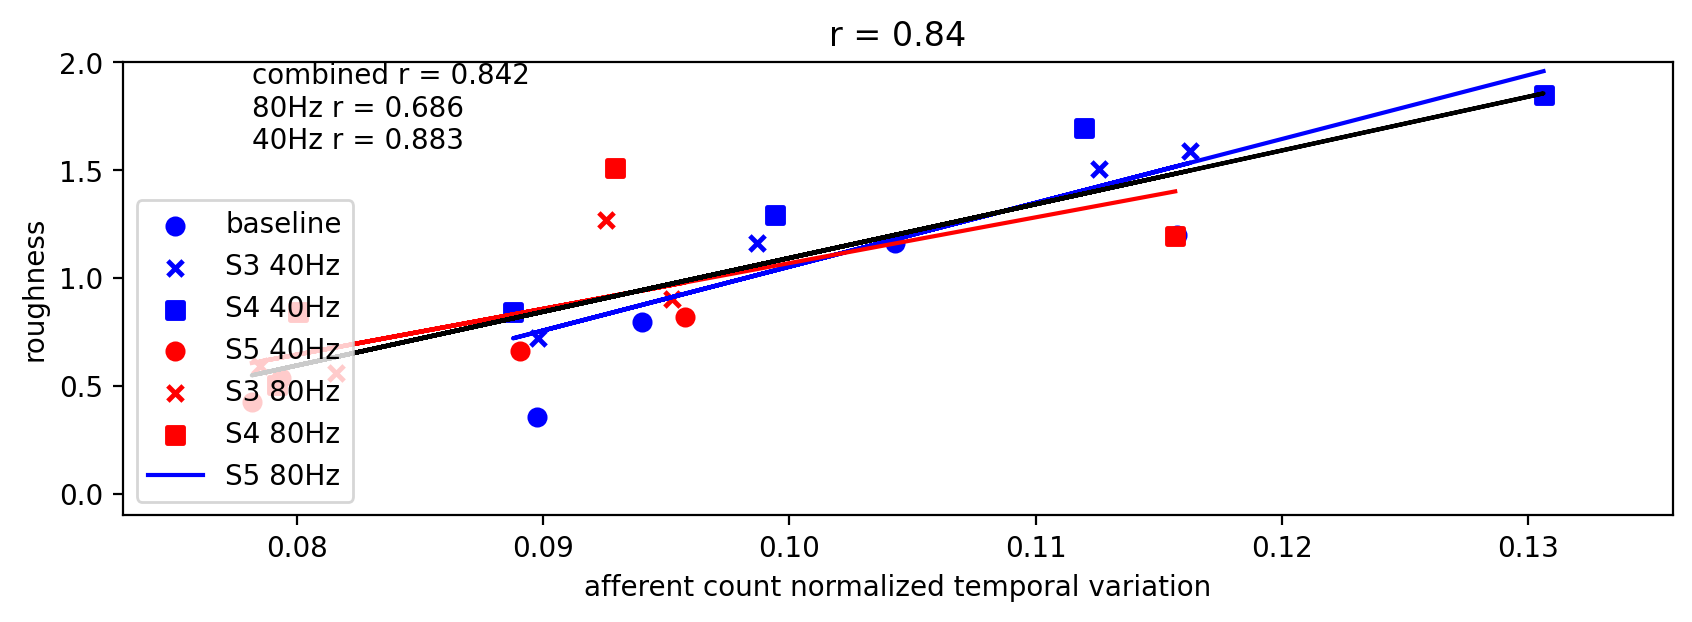 r = 0.84
combined r = 0.842
80Hz r = 0.686
40Hz r = 0.883
roughness
2.0
1.5
1.0
0.5
0.0
baseline
S3 40Hz
S4 40Hz
S5 40Hz
S3 80Hz
S4 80Hz
S5 80Hz
0.08 0.09 0.10 0.11 0.12 0.13
afferent count normalized temporal variation